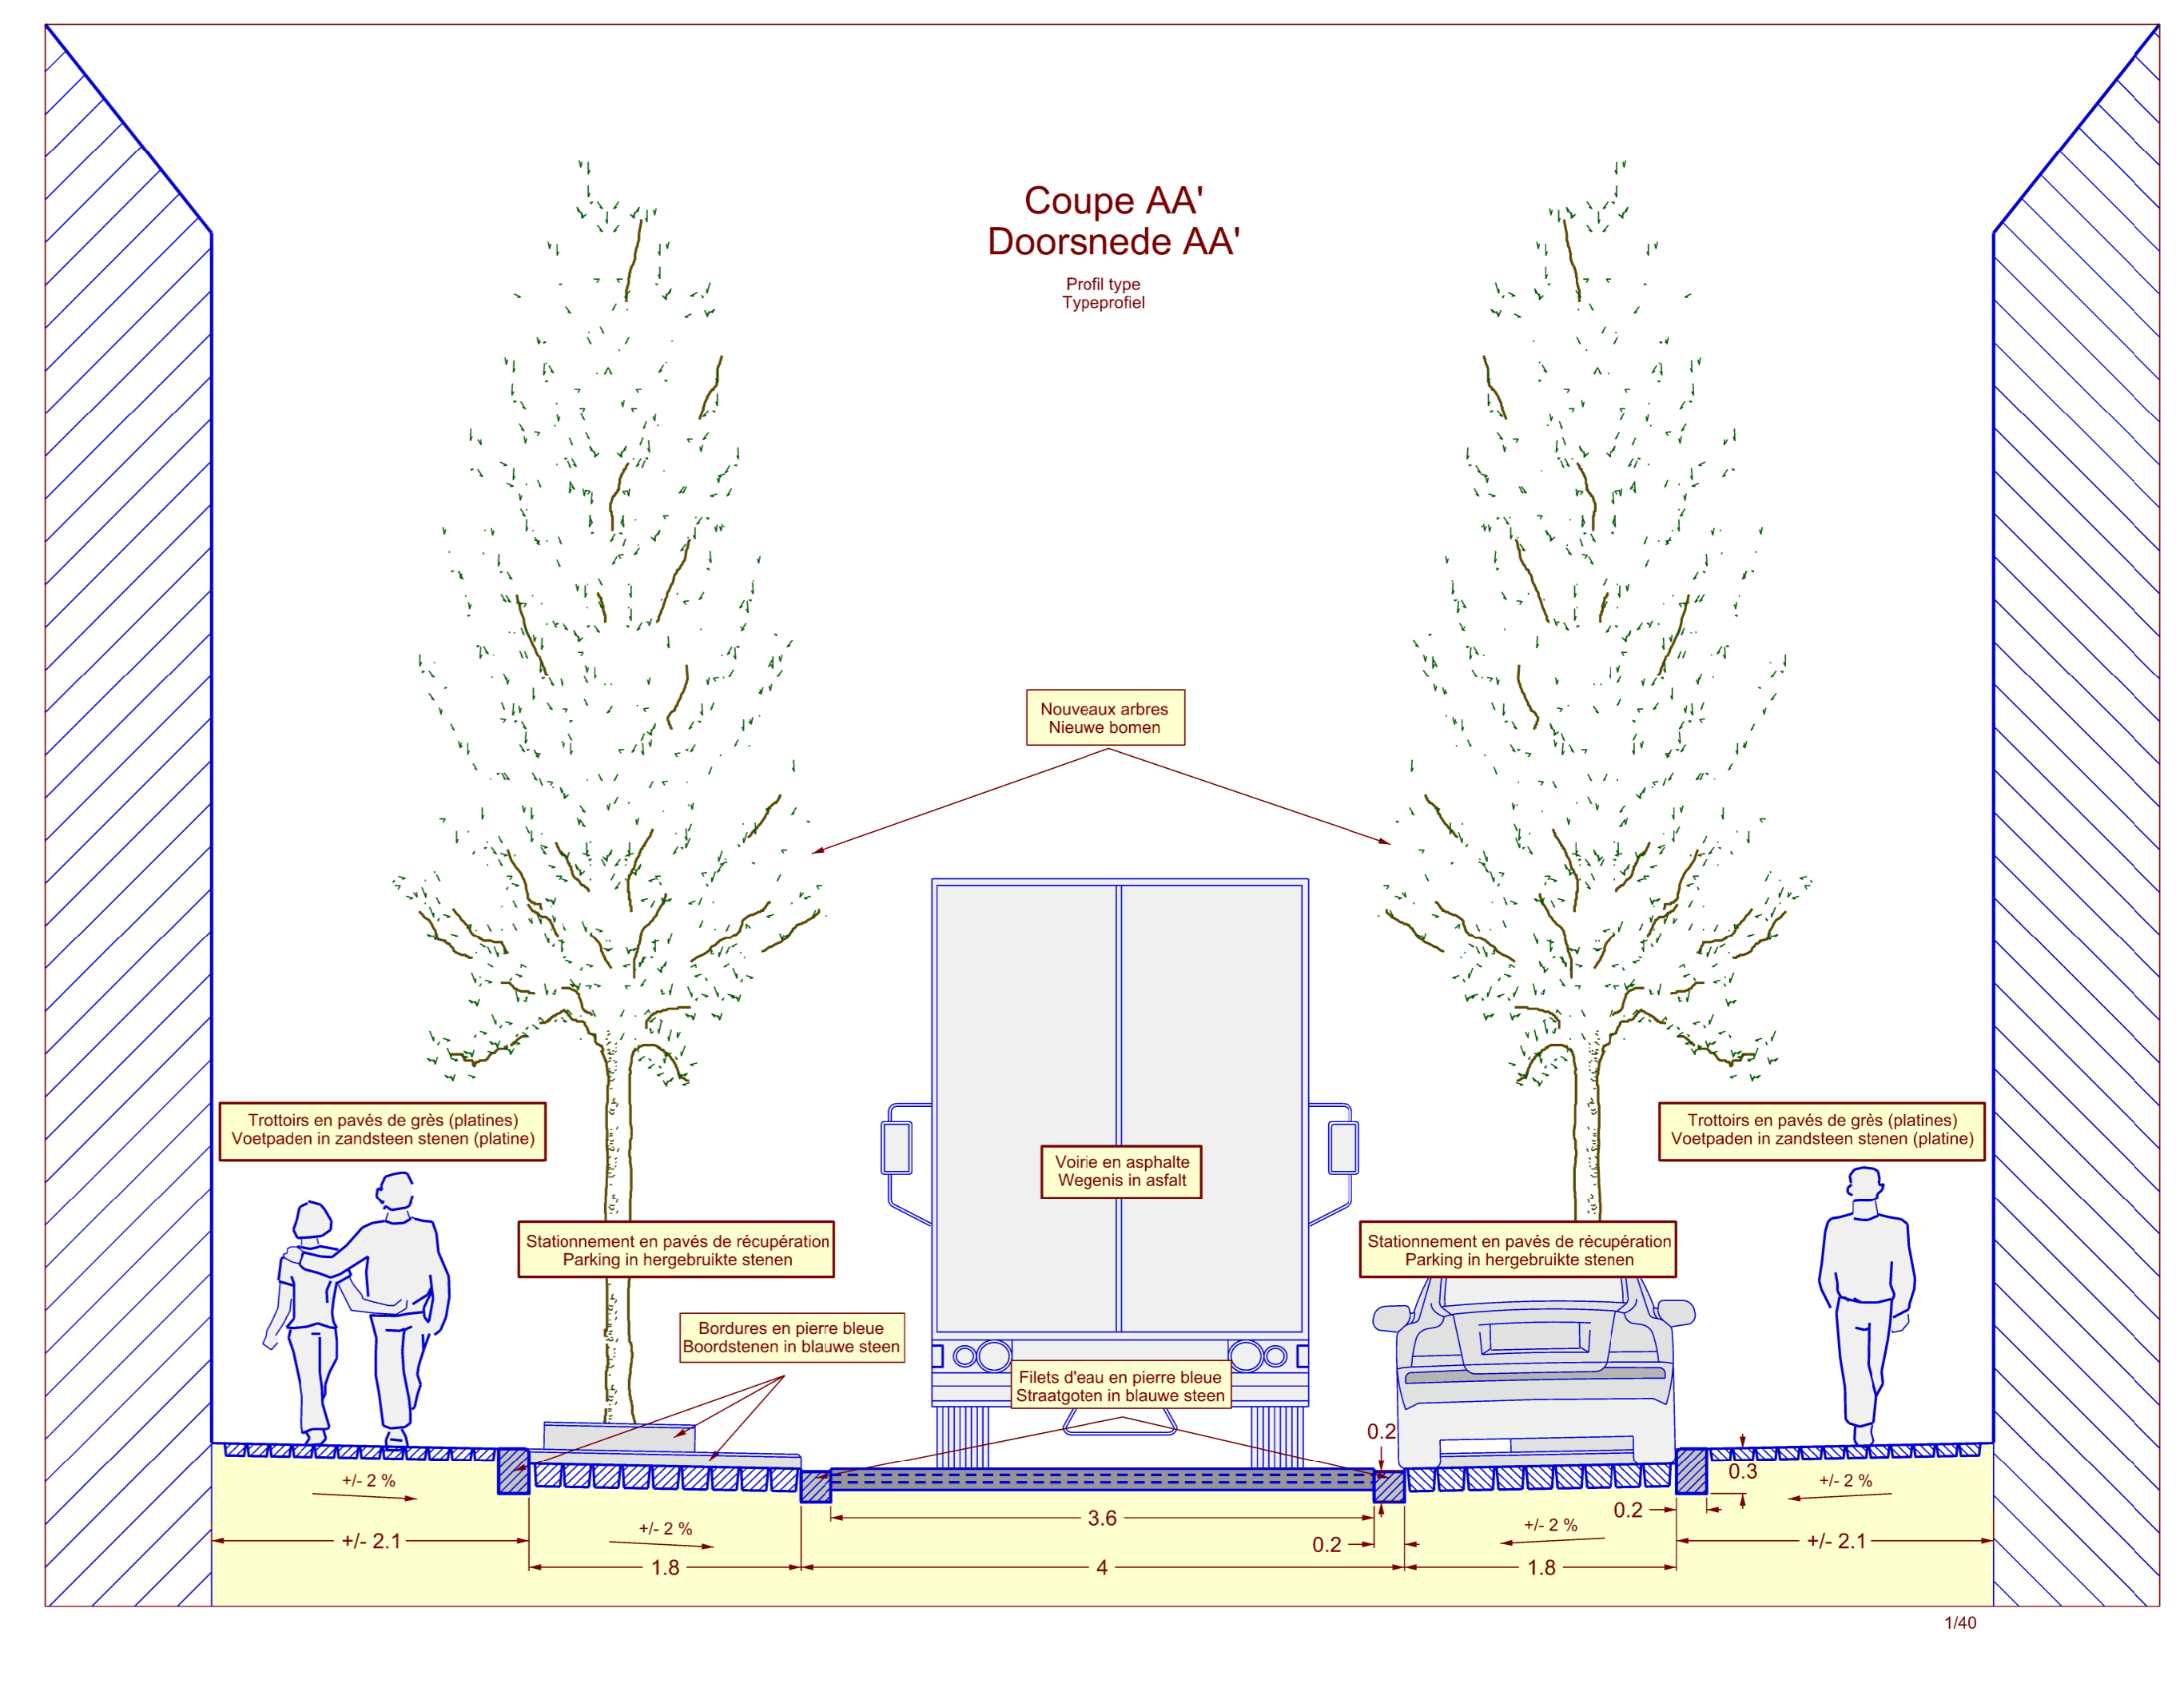 Coupe AA'
Doorsnede AA'
Profil type
Typeprofiel
Nouveaux arbres
Nieuwe bomen
Trottoirs en pavés de grès (platines)
Voetpaden in zandsteen stenen (platine)
Trottoirs en pavés de grès (platines)
Voetpaden in zandsteen stenen (platine)
Voirie en asphalte
Wegenis in asfalt
Stationnement en pavés de récupération
Parking in hergebruikte stenen
Stationnement en pavés de récupération
Parking in hergebruikte stenen
Bordures en pierre bleue
Boordstenen in blauwe steen
Filets d'eau en pierre bleue
Straatgoten in blauwe steen
0.2
0.3
+/- 2 %
+/- 2 %
0.2
3.6
+/- 2 %
+/- 2 %
+/- 2.1
0.2
+/- 2.1
1.8
4
1.8
1/40